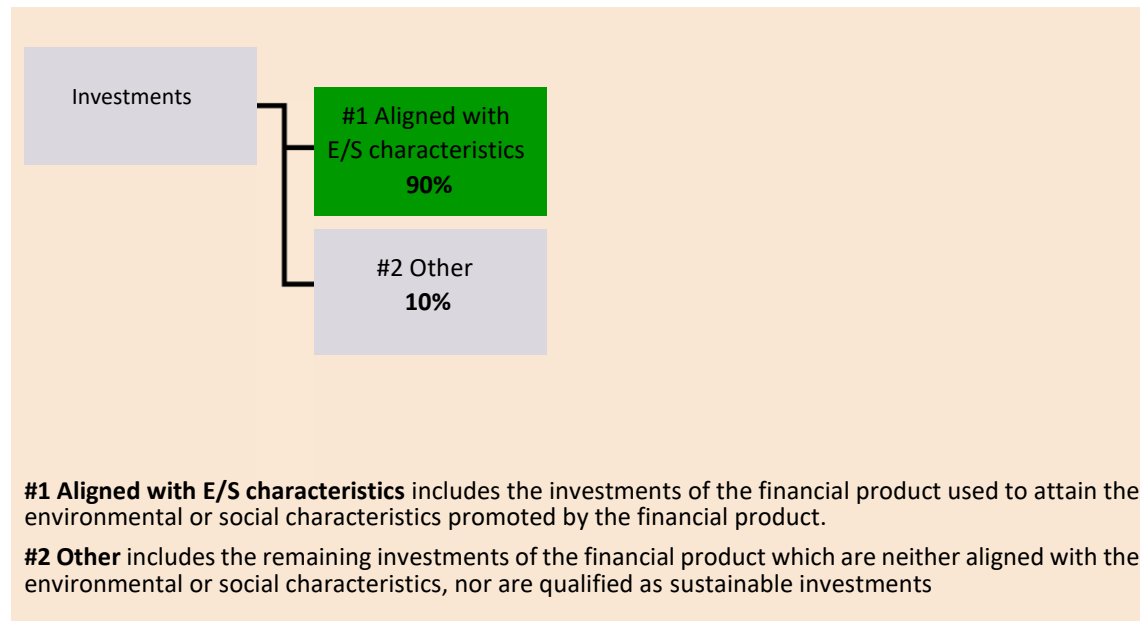 Investments
#1 Aligned with
E/S characteristics
90%
#2 Other
10%
#1 Aligned with E/S characteristics includes the investments of the financial product used to attain the
environmental or social characteristics promoted by the financial product.
#2 Other includes the remaining investments of the financial product which are neither aligned with the
environmental or social characteristics, nor are qualified as sustainable investments